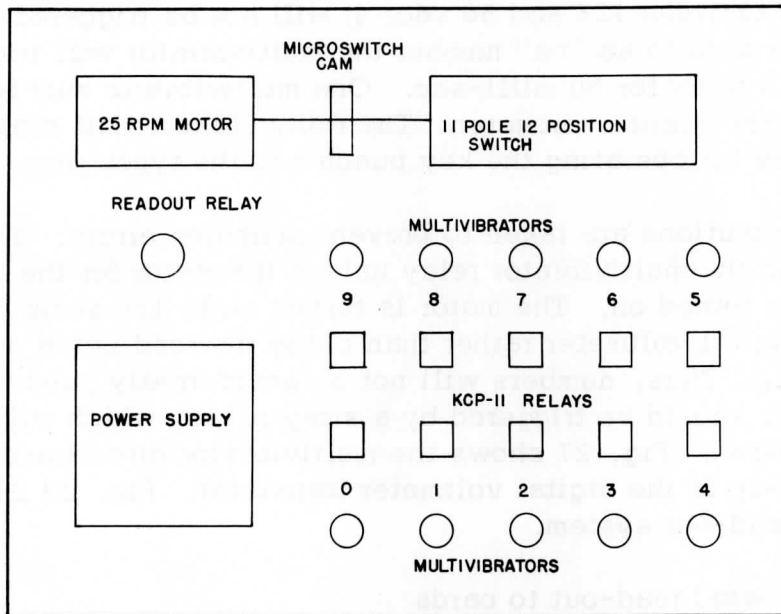 MICROSWITCH
CAM
25 RPM MOTOR
11 POLE 12 POSITION
SWITCH
READOUT RELAY
MULTIVIBRATORS
9 8 7 6 5
KCP-11 RELAYS
POWER SUPPLY
0 1 2 3 4
MULTIVIBRATORS